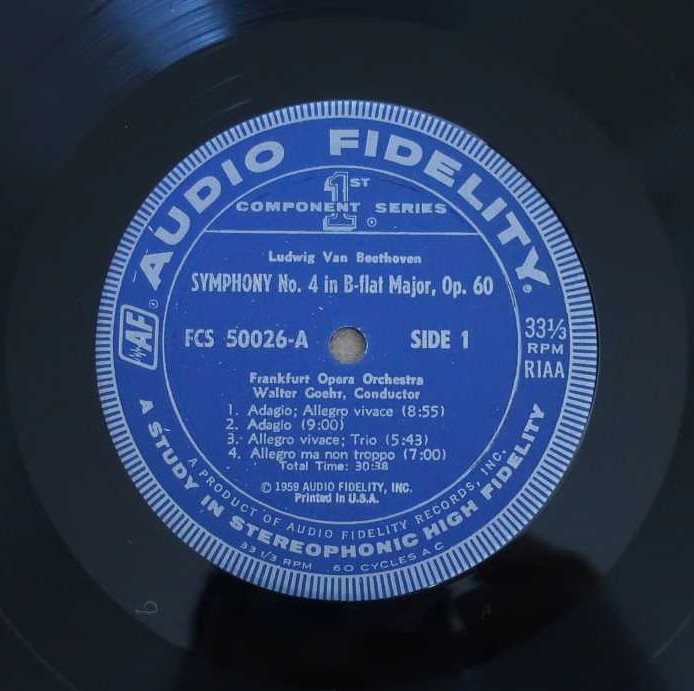 AUDIO FIDELITY®
1ST
COMPONENT SERIES ®
Ludwig Van Beethoven
SYMPHONY No. 4 in B-flat Major, Op. 60
FCS 50026-A SIDE 1
AF ®
33⅓
RPM
RIAA
Frankfurt Opera Orchestra
Walter Goehr, Conductor
1. Adagio; Allegro vivace (8:55)
2. Adagio (9:00)
3. Allegro vivace; Trio (5:43)
4. Allegro ma non troppo (7:00)
Total Time: 30:38
© 1959 AUDIO FIDELITY, INC.
Printed in U.S.A.
A PRODUCT OF AUDIO FIDELITY RECORDS, INC.
A STUDY IN STEREOPHONIC HIGH FIDELITY
33 1/3 RPM 60 CYCLES A C